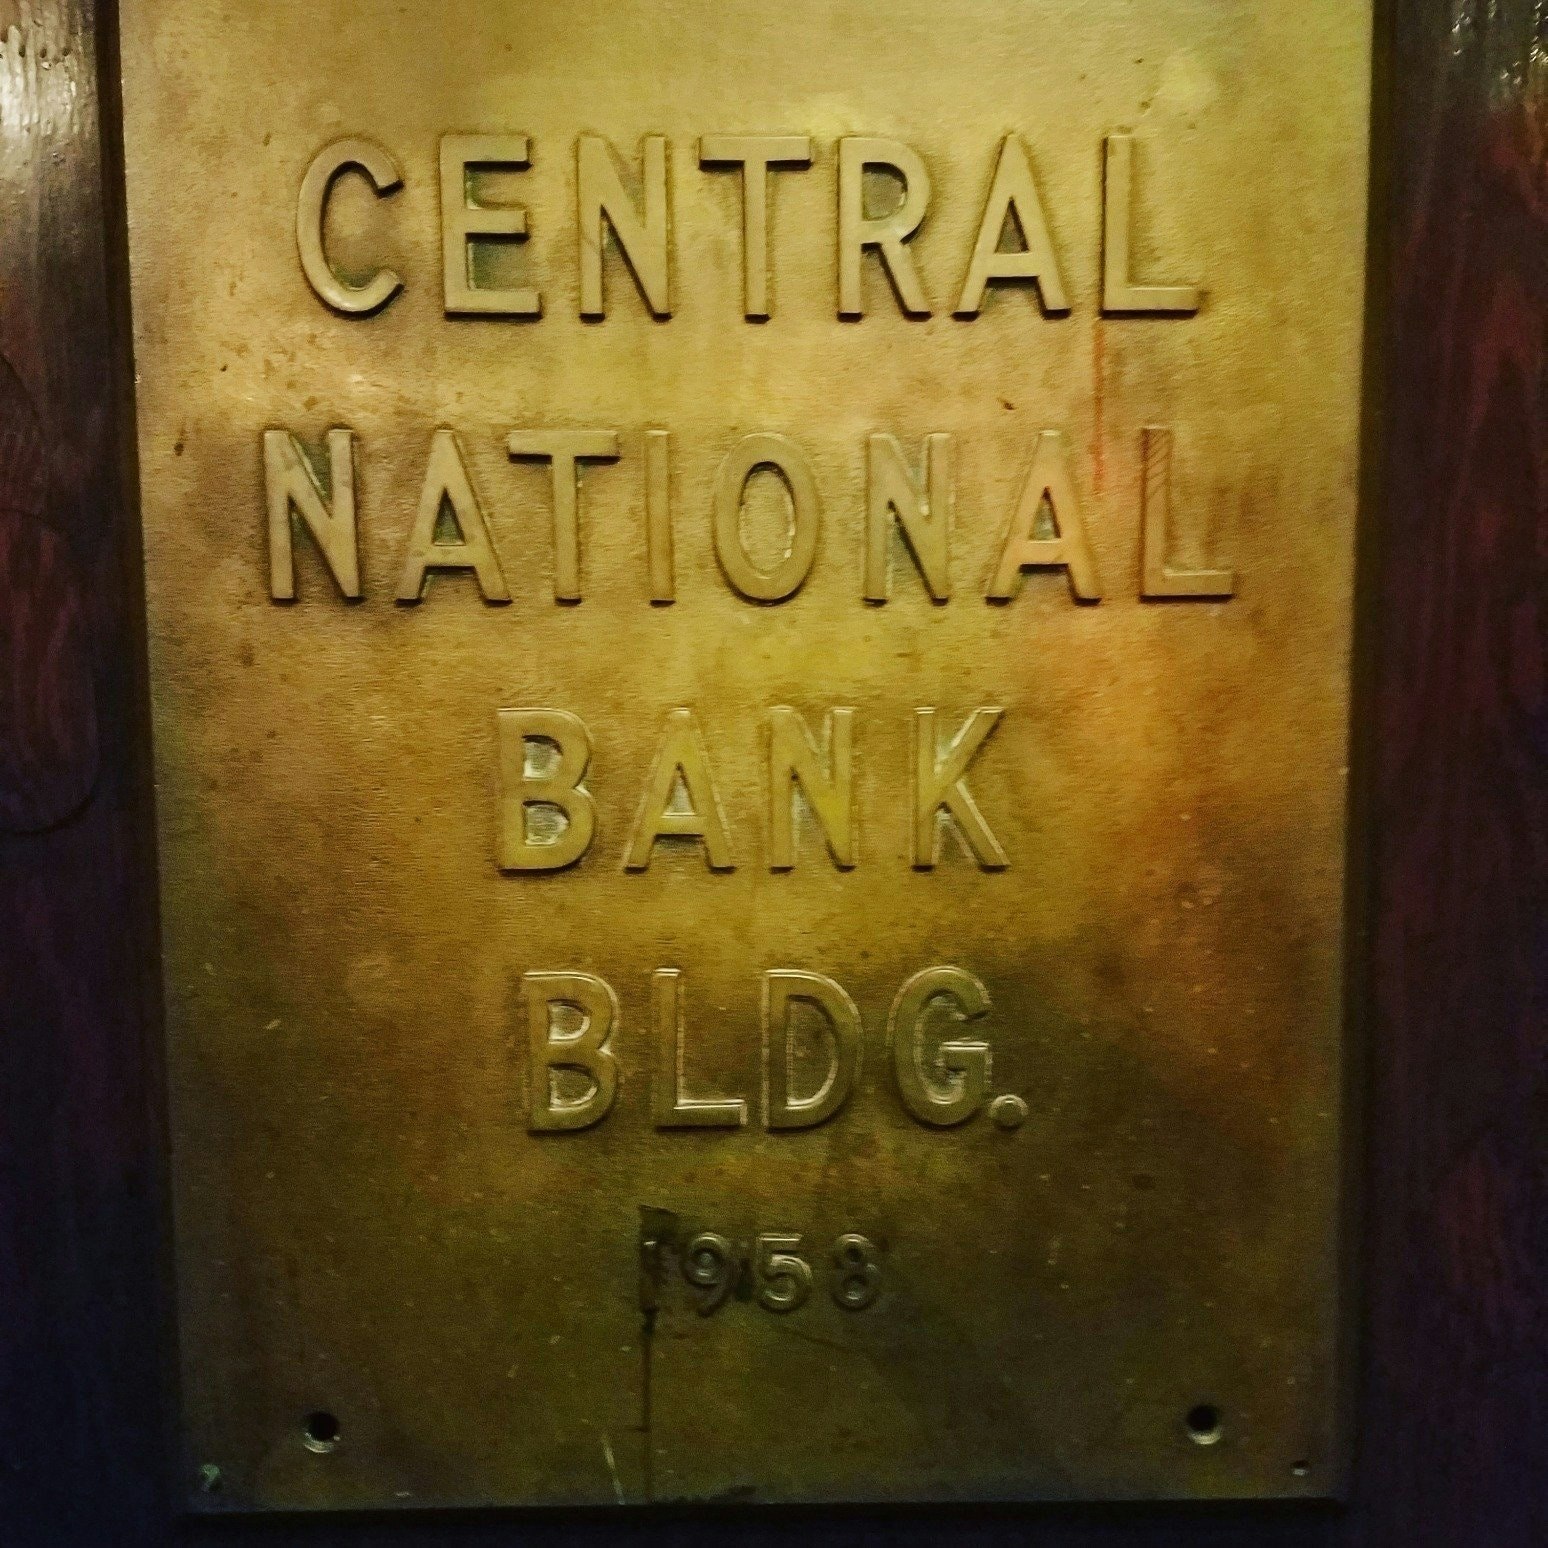 CENTRAL
NATIONAL
BANK
BLDG.
1958